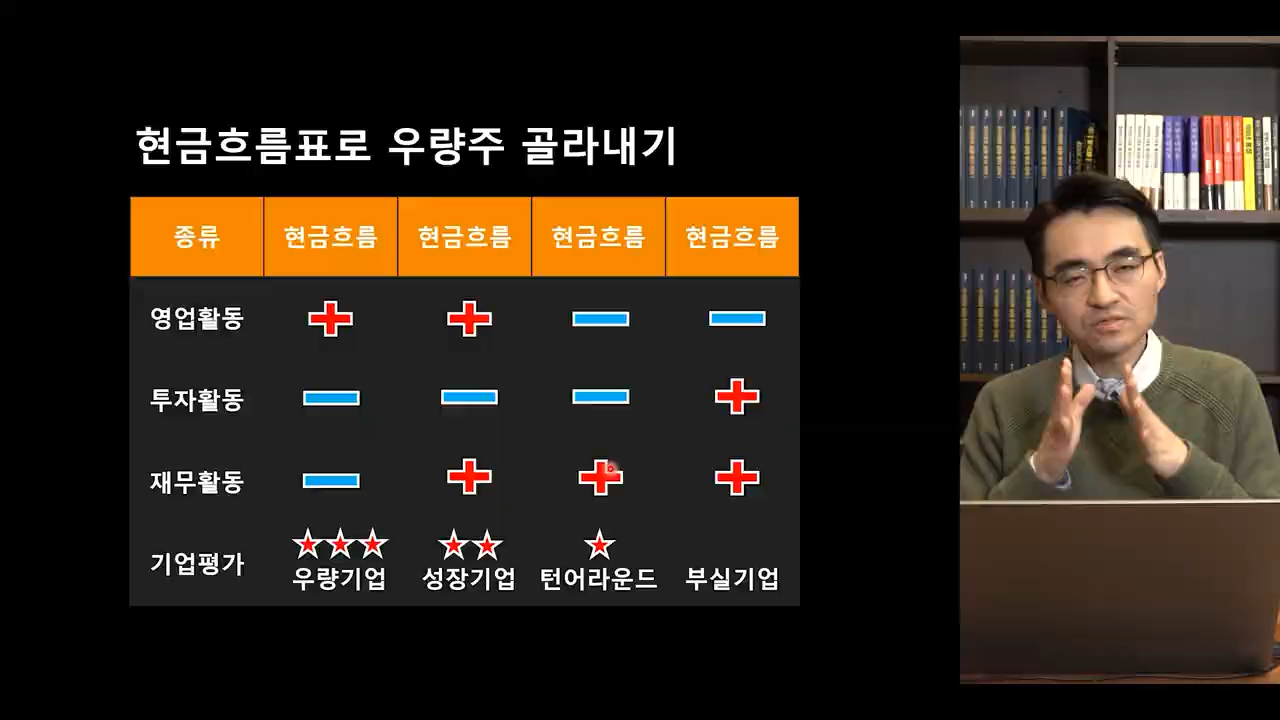 현금흐름표로 우량주 골라내기
종류 현금흐름 현금흐름 현금흐름 현금흐름
영업활동
투자활동
재무활동
기업평가 우량기업 성장기업 턴어라운드 부실기업